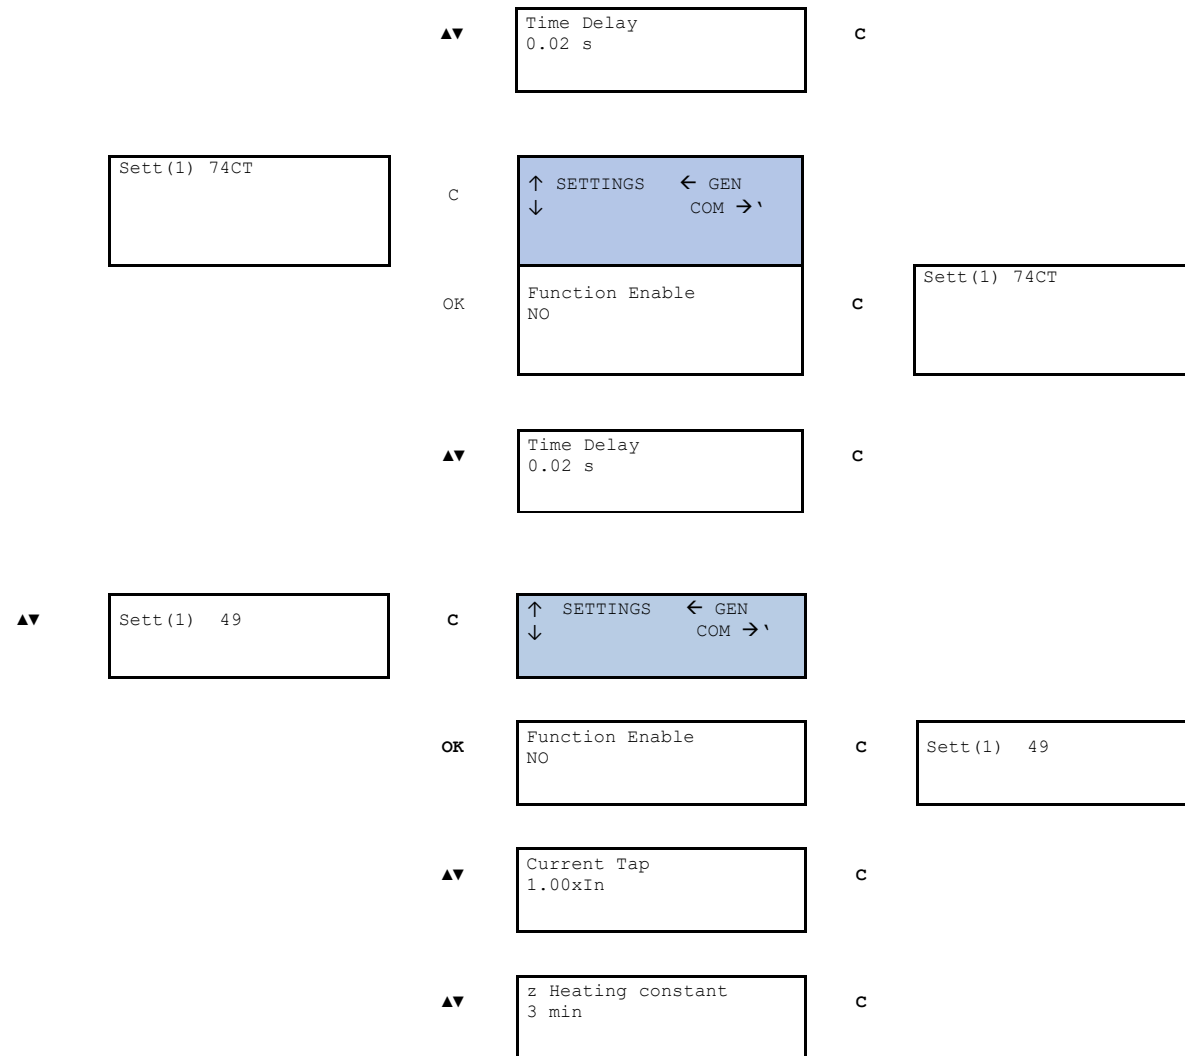 ▲▼ Time Delay C
0.02 s
Sett(1) 74CT
C ↑ SETTINGS ← GEN
↓ COM →‘
Sett(1) 74CT
OK Function Enable C
NO
▲▼ Time Delay C
0.02 s
▲▼ Sett(1) 49 C ↑ SETTINGS ← GEN
↓ COM →‘
OK Function Enable C Sett(1) 49
NO
▲▼ Current Tap C
1.00xIn
▲▼ z Heating constant C
3 min